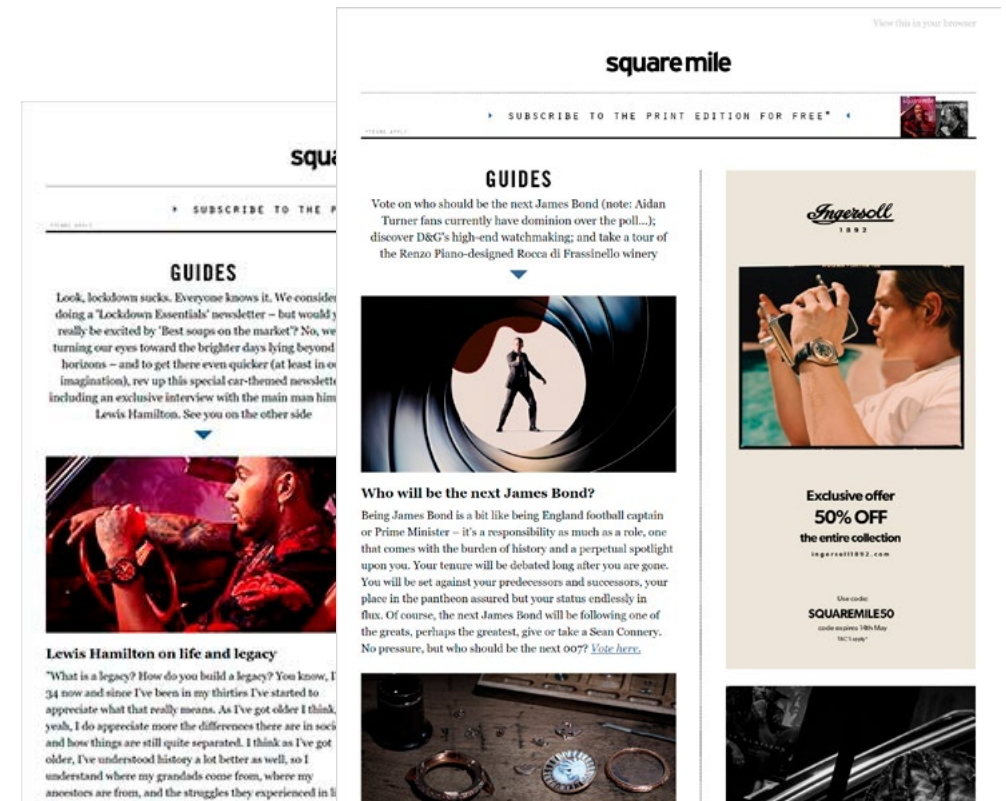 squa
SUBSCRIBE TO THE P
GUIDES
Look, lockdown sucks. Everyone knows it. We conside
doing a 'Lockdown Essentials' newsletter – but would y
really be excited by 'Best soaps on the market'? No, we
turning our eyes toward the brighter days lying beyond
horizons – and to get there even quicker (at least in o
imagination), rev up this special car-themed newslett
including an exclusive interview with the main man him
Lewis Hamilton. See you on the other side
Lewis Hamilton on life and legacy
"What is a legacy? How do you build a legacy? You know, I'
34 now and since I've been in my thirties I've started to
appreciate what that really means. As I've got older I think,
yeah, I do appreciate more the differences there are in soci
and how things are still quite separated. I think as I've got
older, I've understood history a lot better as well, so I
understand where my grandads come from, where my
ancestors are from, and the struggles they experienced in li
View this in your browser
square mile
SUBSCRIBE TO THE PRINT EDITION FOR FREE*
GUIDES
Vote on who should be the next James Bond (note: Aidan
Turner fans currently have dominion over the poll...);
discover D&G's high-end watchmaking; and take a tour of
the Renzo Piano-designed Rocca di Frassinello winery
Who will be the next James Bond?
Being James Bond is a bit like being England football captain
or Prime Minister – it's a responsibility as much as a role, one
that comes with the burden of history and a perpetual spotlight
upon you. Your tenure will be debated long after you are gone.
You will be set against your predecessors and successors, your
place in the pantheon assured but your status endlessly in
flux. Of course, the next James Bond will be following one of
the greats, perhaps the greatest, give or take a Sean Connery.
No pressure, but who should be the next 007? Vote here.
Ingersoll
1892
Exclusive offer
50% OFF
the entire collection
ingersoll1892.com
Use code:
SQUAREMILE50
code expires 14th May
T&C's apply*